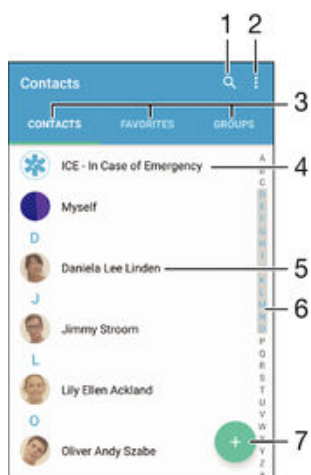 1 2
Contacts
3
CONTACTS FAVORITES GROUPS
ICE - In Case of Emergency
4
A
B
C
Myself
D
Daniela Lee Linden
5
J
Jimmy Stroom
K
L
M
N
O
6
P
Q
R
S
T
U
V
W
L
Lily Ellen Ackland
O
Oliver Andy Szabe
+
7
Y
Z